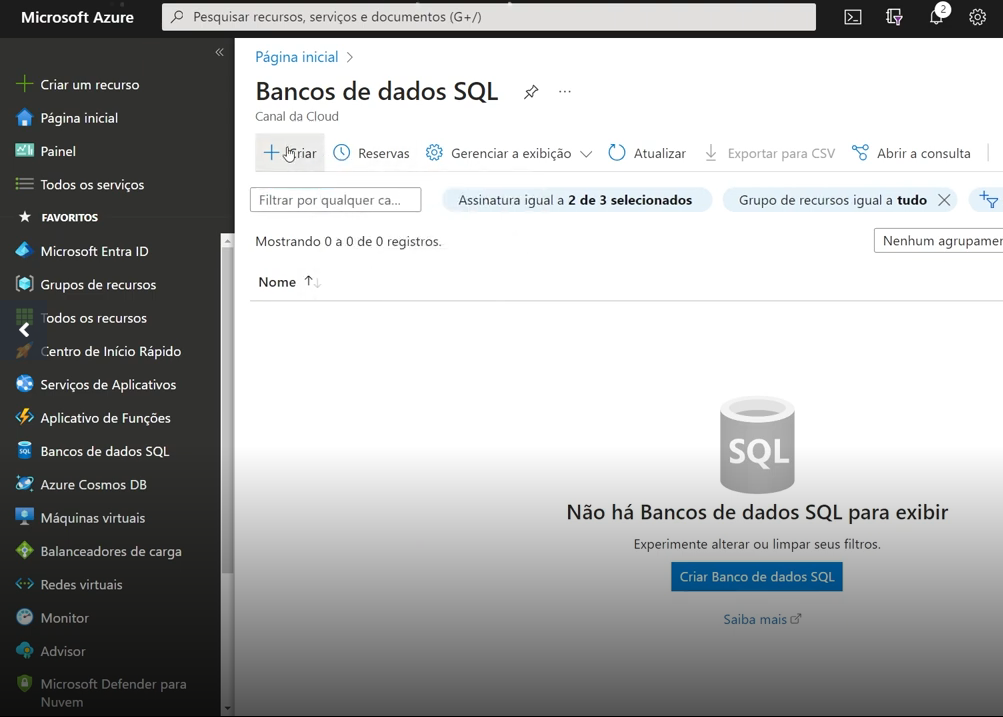 Microsoft Azure
Pesquisar recursos, serviços e documentos (G+/)
2
Criar um recurso
Página inicial
Painel
Todos os serviços
FAVORITOS
Microsoft Entra ID
Grupos de recursos
Todos os recursos
Centro de Início Rápido
Serviços de Aplicativos
Aplicativo de Funções
SQL
Bancos de dados SQL
Azure Cosmos DB
Máquinas virtuais
Balanceadores de carga
Redes virtuais
Monitor
Advisor
Microsoft Defender para
Nuvem
Página inicial
Bancos de dados SQL
Canal da Cloud
Criar Reservas Gerenciar a exibição Atualizar Exportar para CSV Abrir a consulta
Filtrar por qualquer ca... Assinatura igual a 2 de 3 selecionados Grupo de recursos igual a tudo
Mostrando 0 a 0 de 0 registros.
Nenhum agrupamen
Nome
SQL
Não há Bancos de dados SQL para exibir
Experimente alterar ou limpar seus filtros.
Criar Banco de dados SQL
Saiba mais